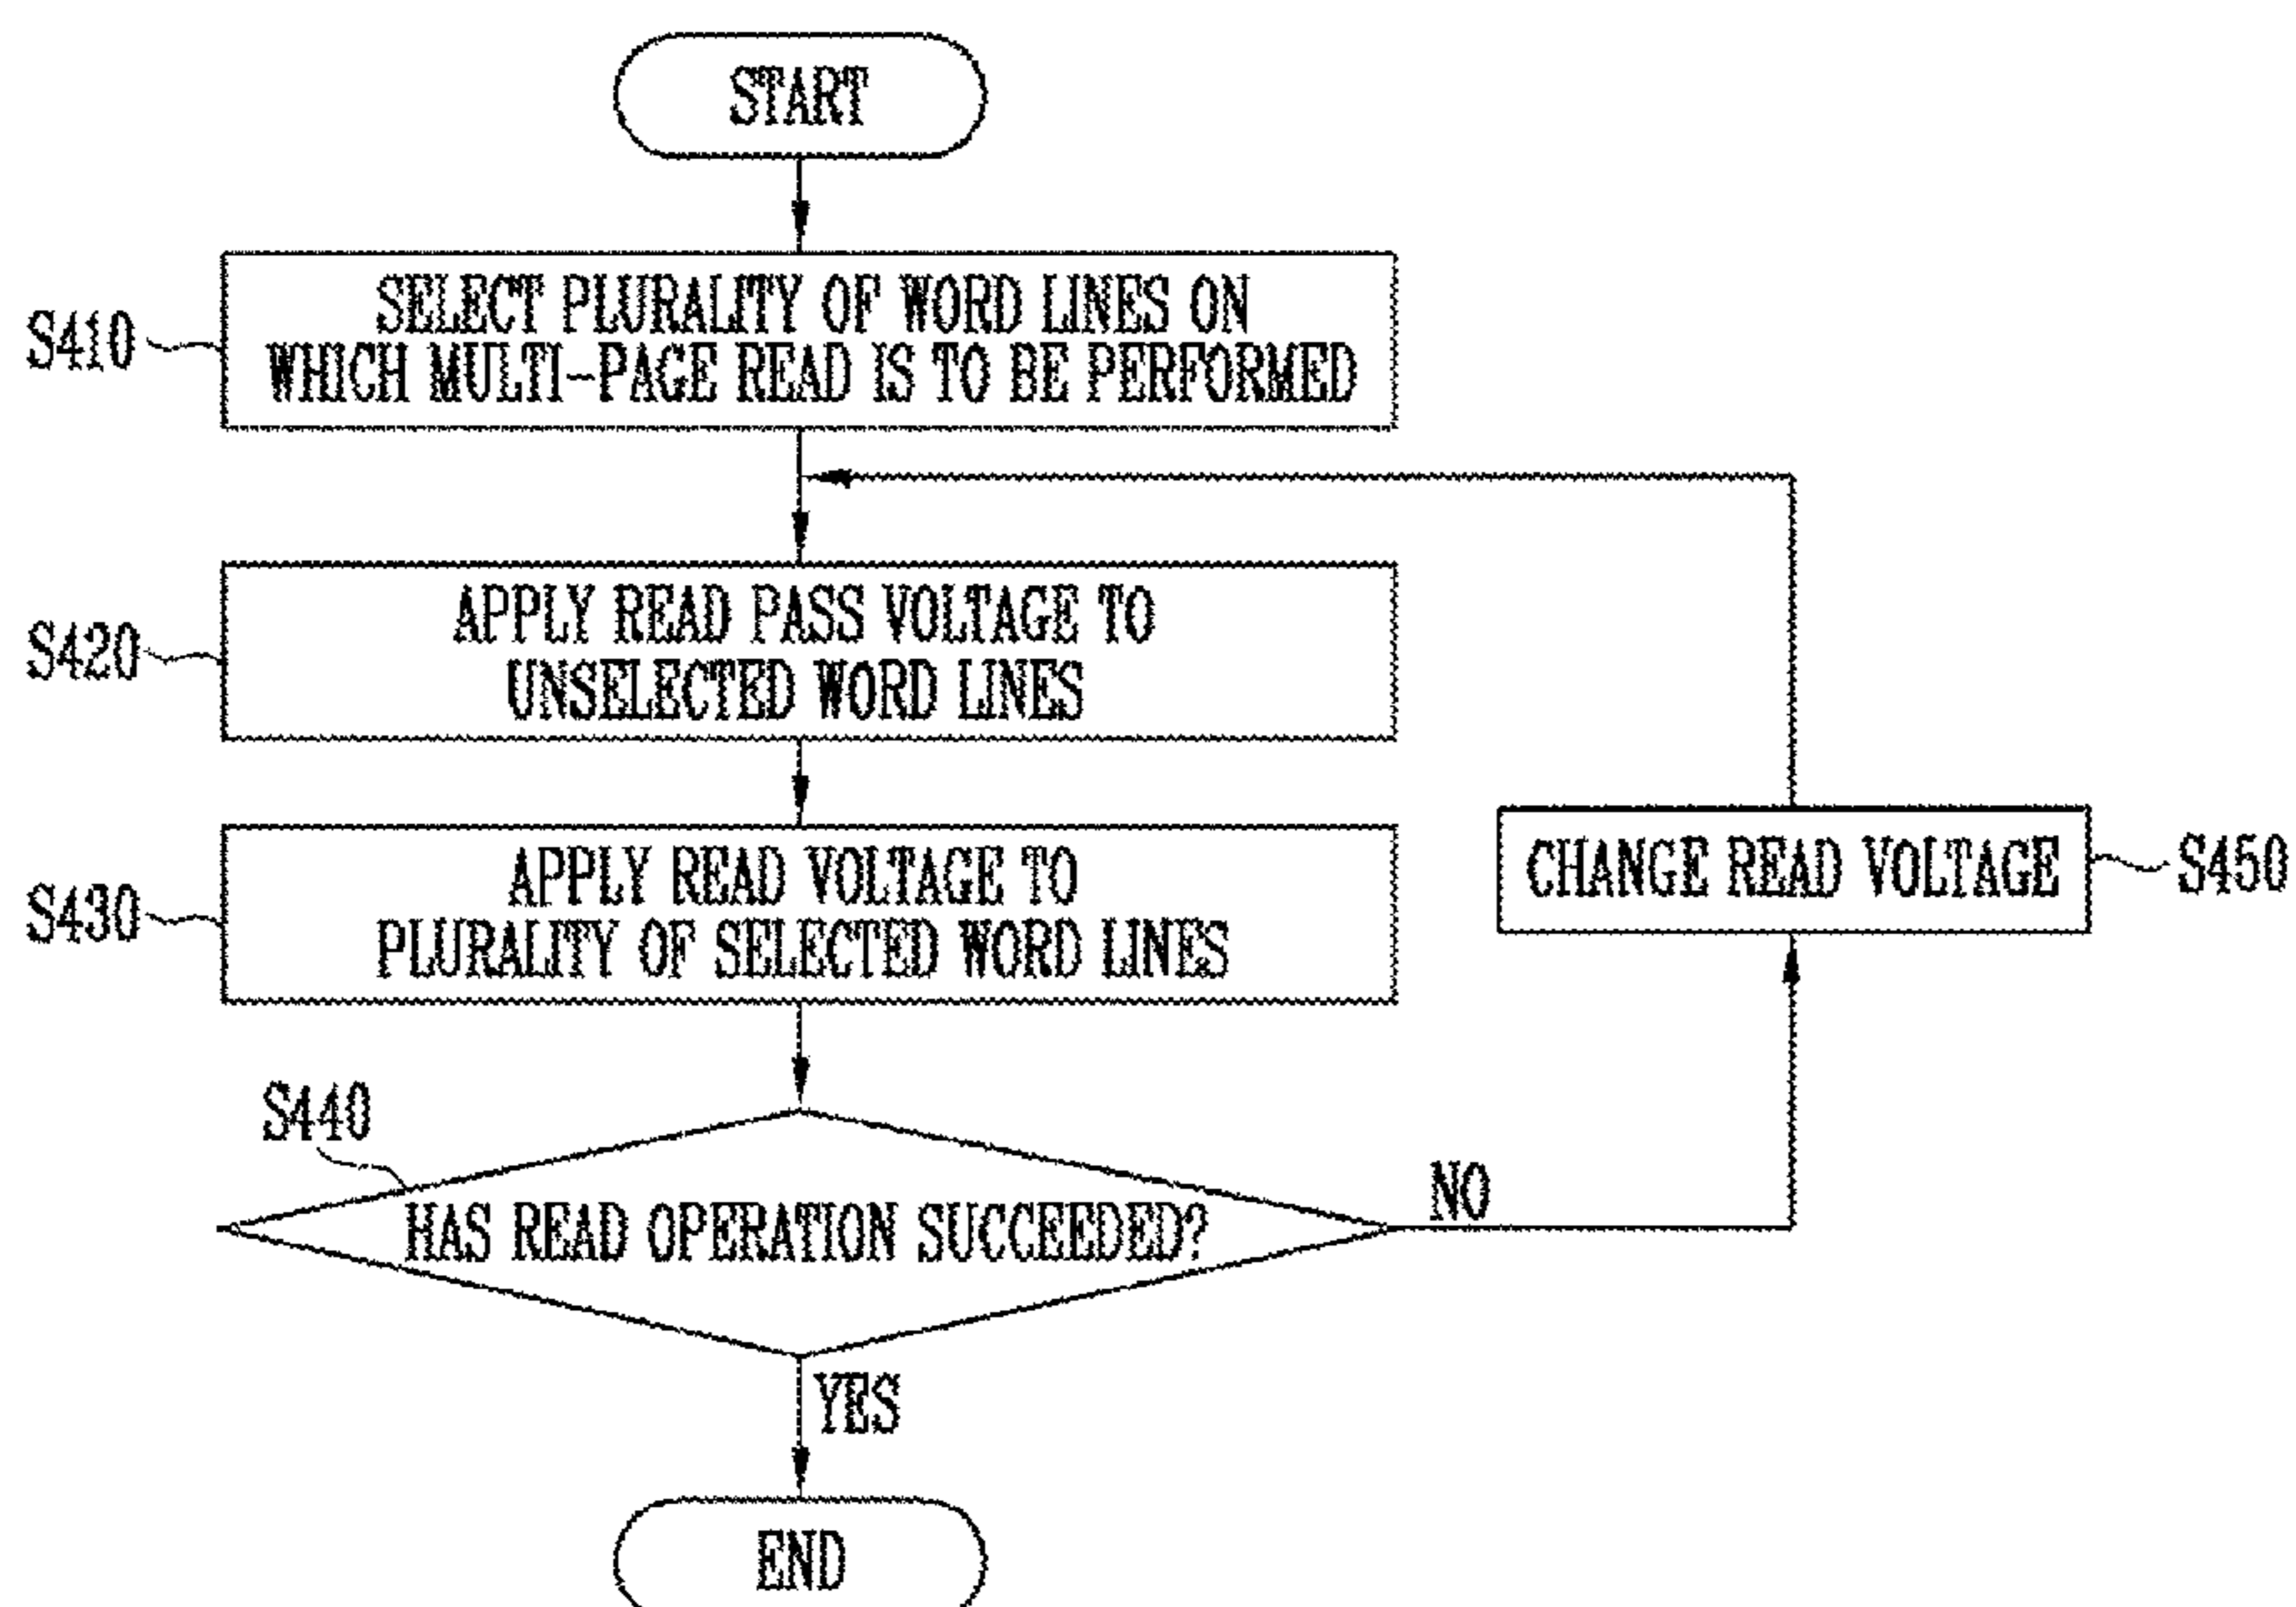 START
S410
SELECT PLURALITY OF WORD LINES ON
WHICH MULTI-PAGE READ IS TO BE PERFORMED
S420
APPLY READ PASS VOLTAGE TO
UNSELECTED WORD LINES
S430
APPLY READ VOLTAGE TO
PLURALITY OF SELECTED WORD LINES
CHANGE READ VOLTAGE
S450
S440
HAS READ OPERATION SUCCEEDED?
NO
YES
END